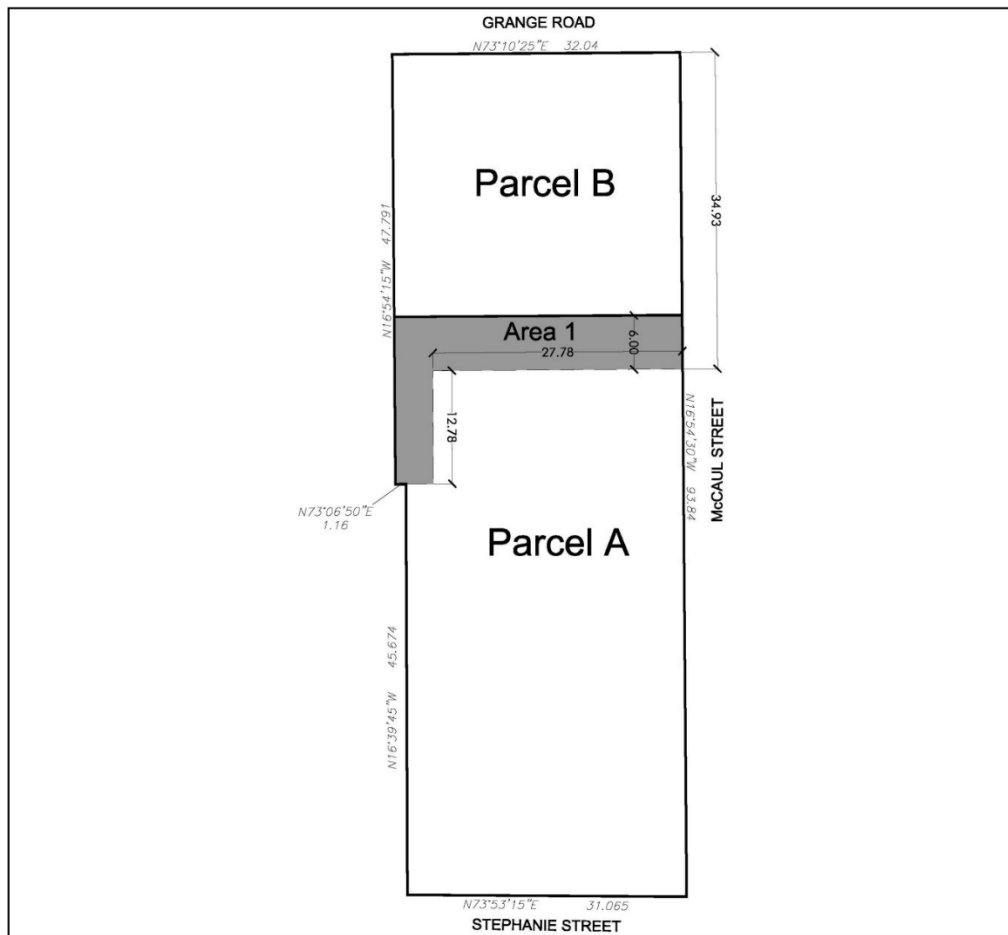 GRANGE ROAD
N73°10'25"E 32.04
Parcel B
34.93
N16°54'15"W 47.791
Area 1
6.00
27.78
12.78
N16°54'30"W 93.84
McCAUL STREET
N73°06'50"E
1.16
Parcel A
N16°39'45"W 45.674
N73°53'15"E 31.065
STEPHANIE STREET